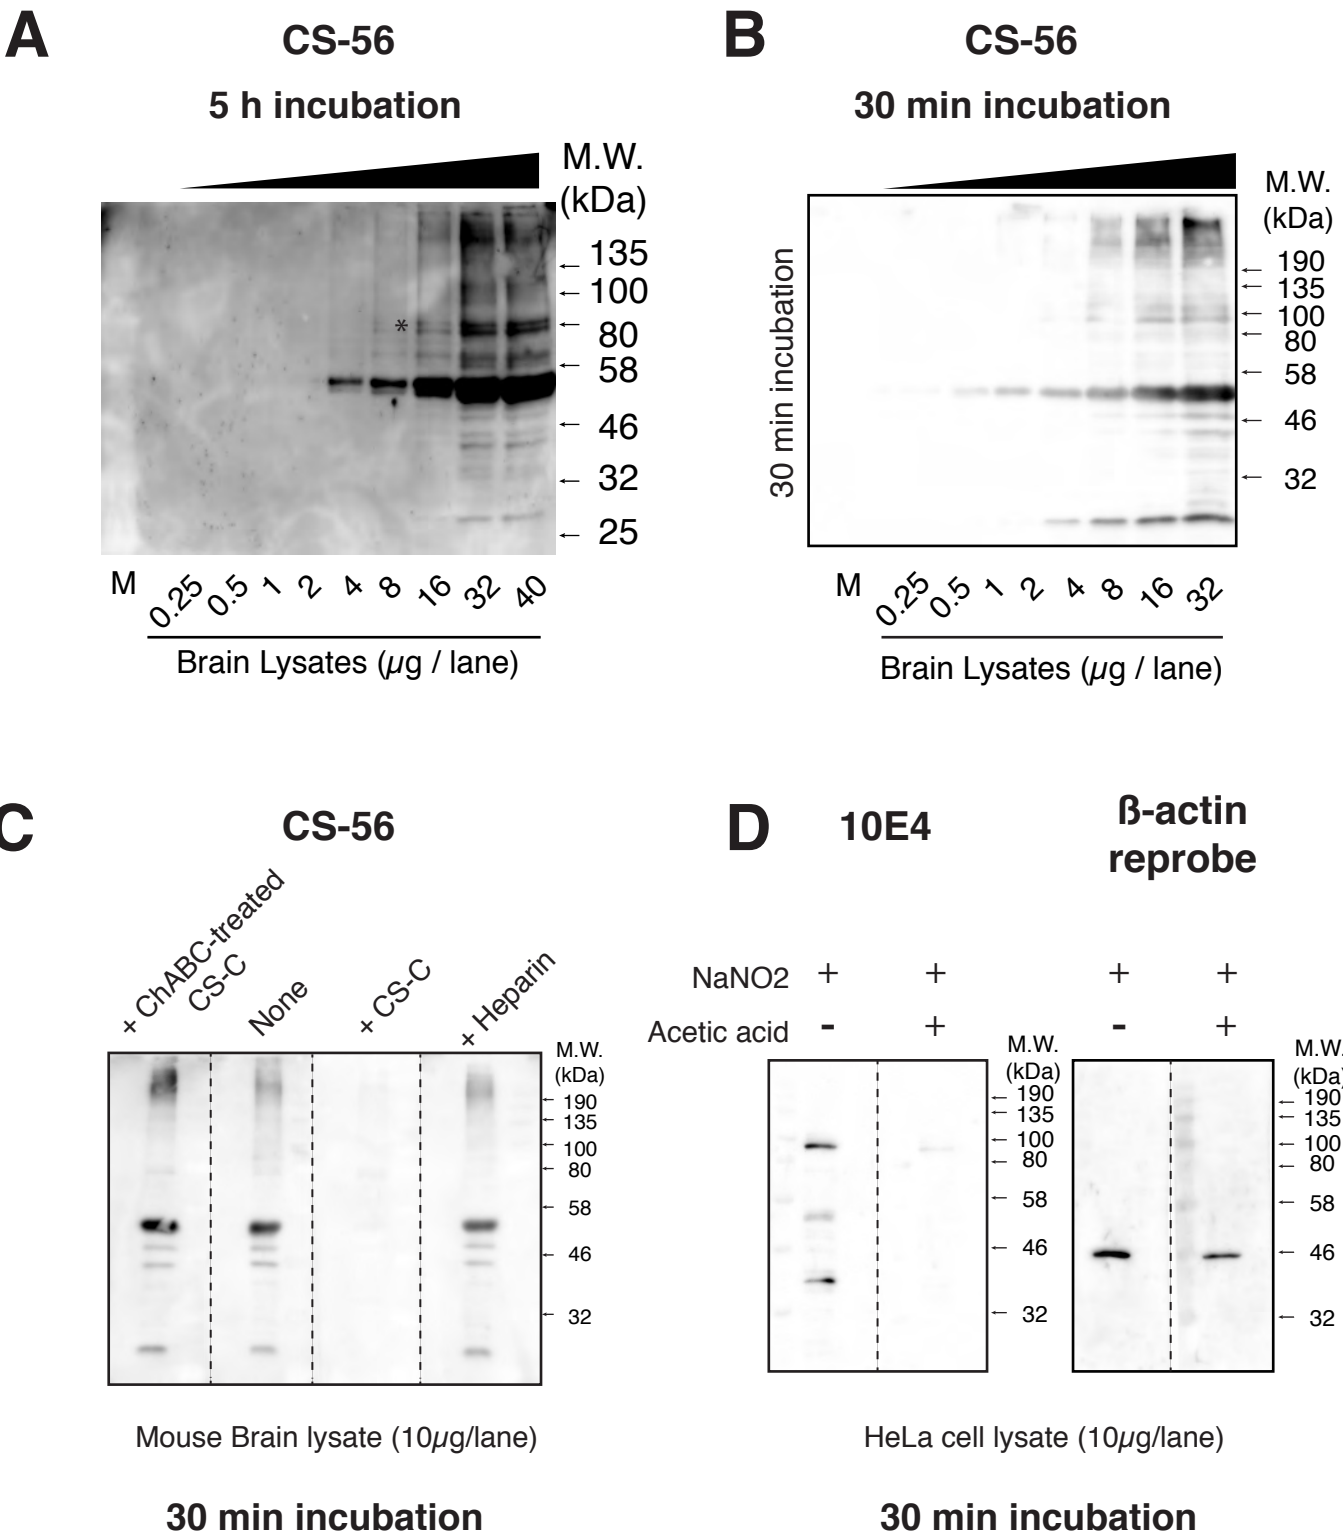 A
CS-56
5 h incubation
M.W.
(kDa)
135
100
80
58
46
32
25
*
M 0.25 0.5 1 2 4 8 16 32 40
Brain Lysates (µg / lane)
B
CS-56
30 min incubation
M.W.
(kDa)
30 min incubation
190
135
100
80
58
46
32
M 0.25 0.5 1 2 4 8 16 32
Brain Lysates (µg / lane)
C
CS-56
+ ChABC-treated
CS-C
None
+ CS-C
+ Heparin
M.W.
(kDa)
190
135
100
80
58
46
32
Mouse Brain lysate (10µg/lane)
30 min incubation
D
10E4
ß-actin
reprobe
NaNO2 + + + +
Acetic acid - + - +
M.W.
(kDa)
190
135
100
80
58
46
32
M.W.
(kDa)
190
135
100
80
58
46
32
HeLa cell lysate (10µg/lane)
30 min incubation